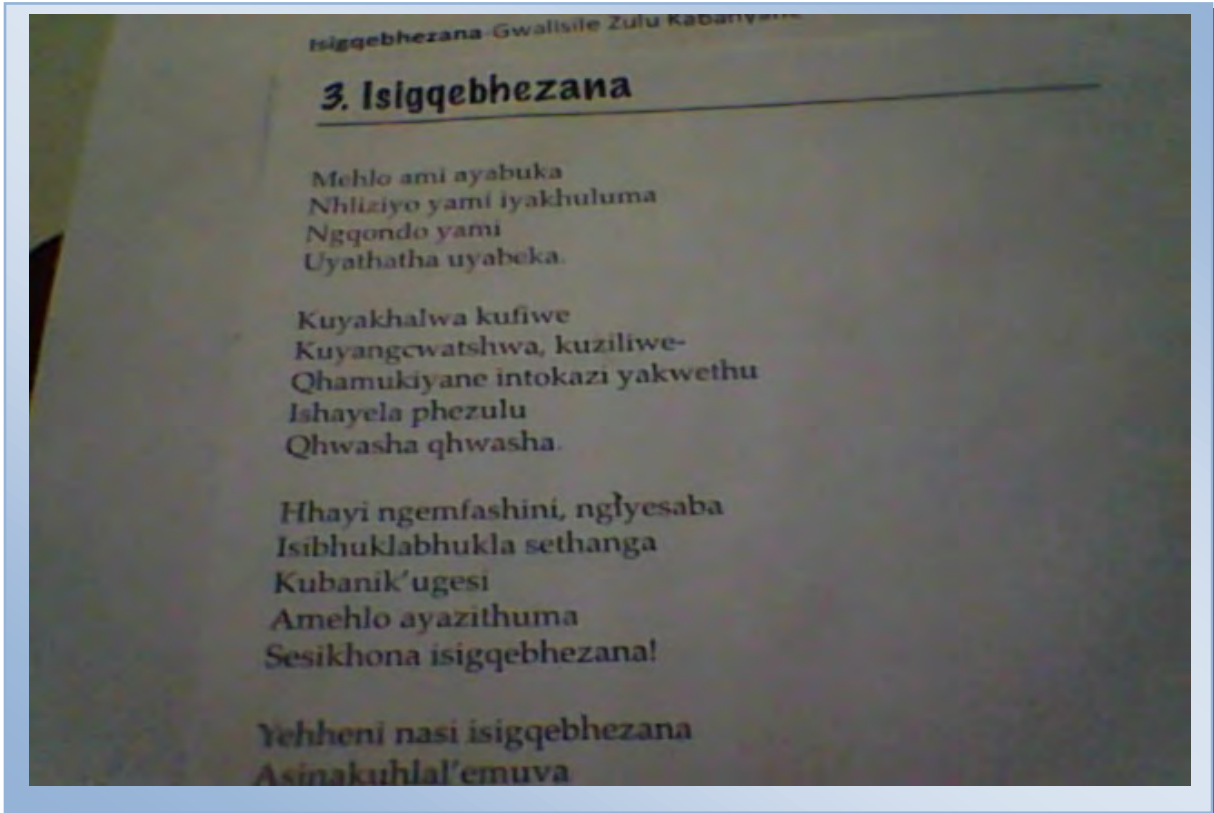 Isigqebhezana-Gwalisile Zulu Kabanyane
3. Isigqebhezana
Mehlo ami ayabuka
Nhliziyo yami iyakhuluma
Ngqondo yami
Uyathatha uyabeka.
Kuyakhalwa kufiwe
Kuyangcwatshwa, kuziliwe-
Qhamukiyane intokazi yakwethu
Ishayela phezulu
Qhwasha qhwasha.
Hhayi ngemfashini, ngiyesaba
Isibhuklabhukla sethanga
Kubanik'ugesi
Amehlo ayazithuma
Sesikhona isigqebhezana!
Yehheni nasi isigqebhezana
Asinakuhlal'emuva